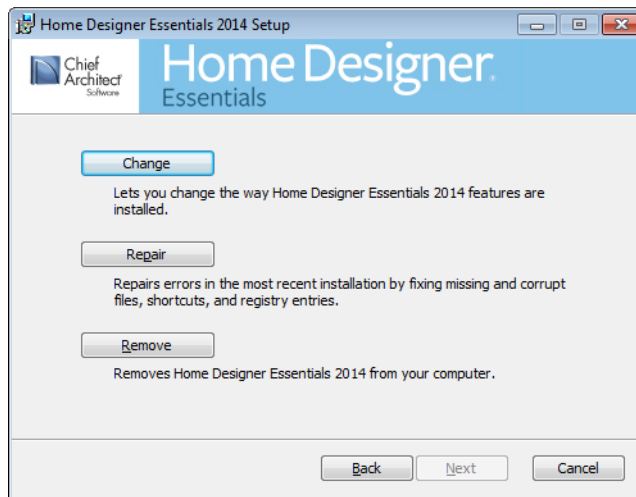 Home Designer Essentials 2014 Setup
Chief
Architect
Software
Home Designer
Essentials
Change
Lets you change the way Home Designer Essentials 2014 features are
installed.
Repair
Repairs errors in the most recent installation by fixing missing and corrupt
files, shortcuts, and registry entries.
Remove
Removes Home Designer Essentials 2014 from your computer.
Back
Next
Cancel